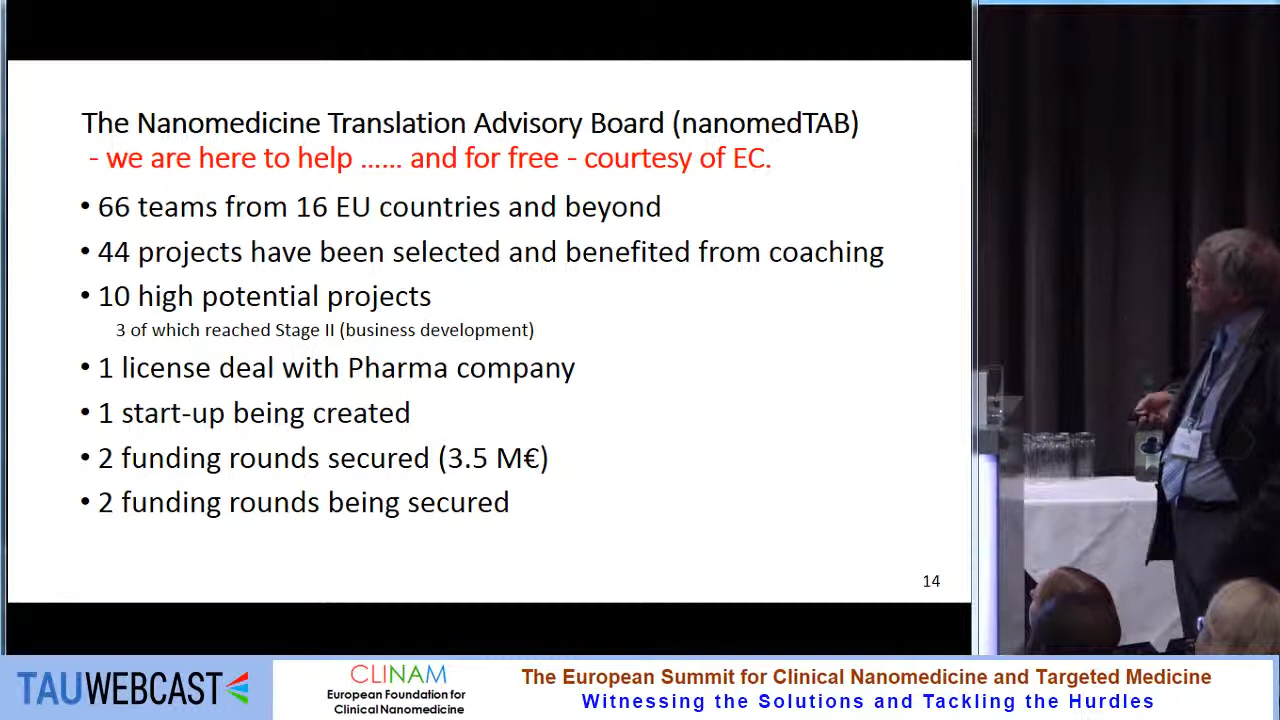 The Nanomedicine Translation Advisory Board (nanomedTAB)
- we are here to help …… and for free - courtesy of EC.
• 66 teams from 16 EU countries and beyond
• 44 projects have been selected and benefited from coaching
• 10 high potential projects
3 of which reached Stage II (business development)
• 1 license deal with Pharma company
• 1 start-up being created
• 2 funding rounds secured (3.5 M€)
• 2 funding rounds being secured
14
TAUWEBCAST
CLINAM
European Foundation for
Clinical Nanomedicine
The European Summit for Clinical Nanomedicine and Targeted Medicine
Witnessing the Solutions and Tackling the Hurdles